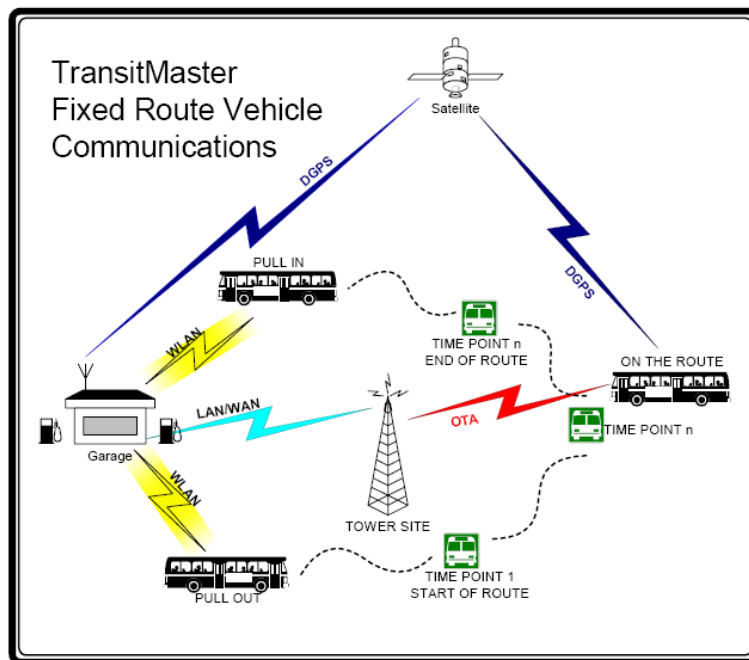 TransitMaster
Fixed Route Vehicle
Communications
Satellite
DGPS
DGPS
PULL IN
TIME POINT n
END OF ROUTE
ON THE ROUTE
WLAN
LAN/WAN
OTA
TIME POINT n
Garage
WLAN
TOWER SITE
TIME POINT 1
START OF ROUTE
PULL OUT